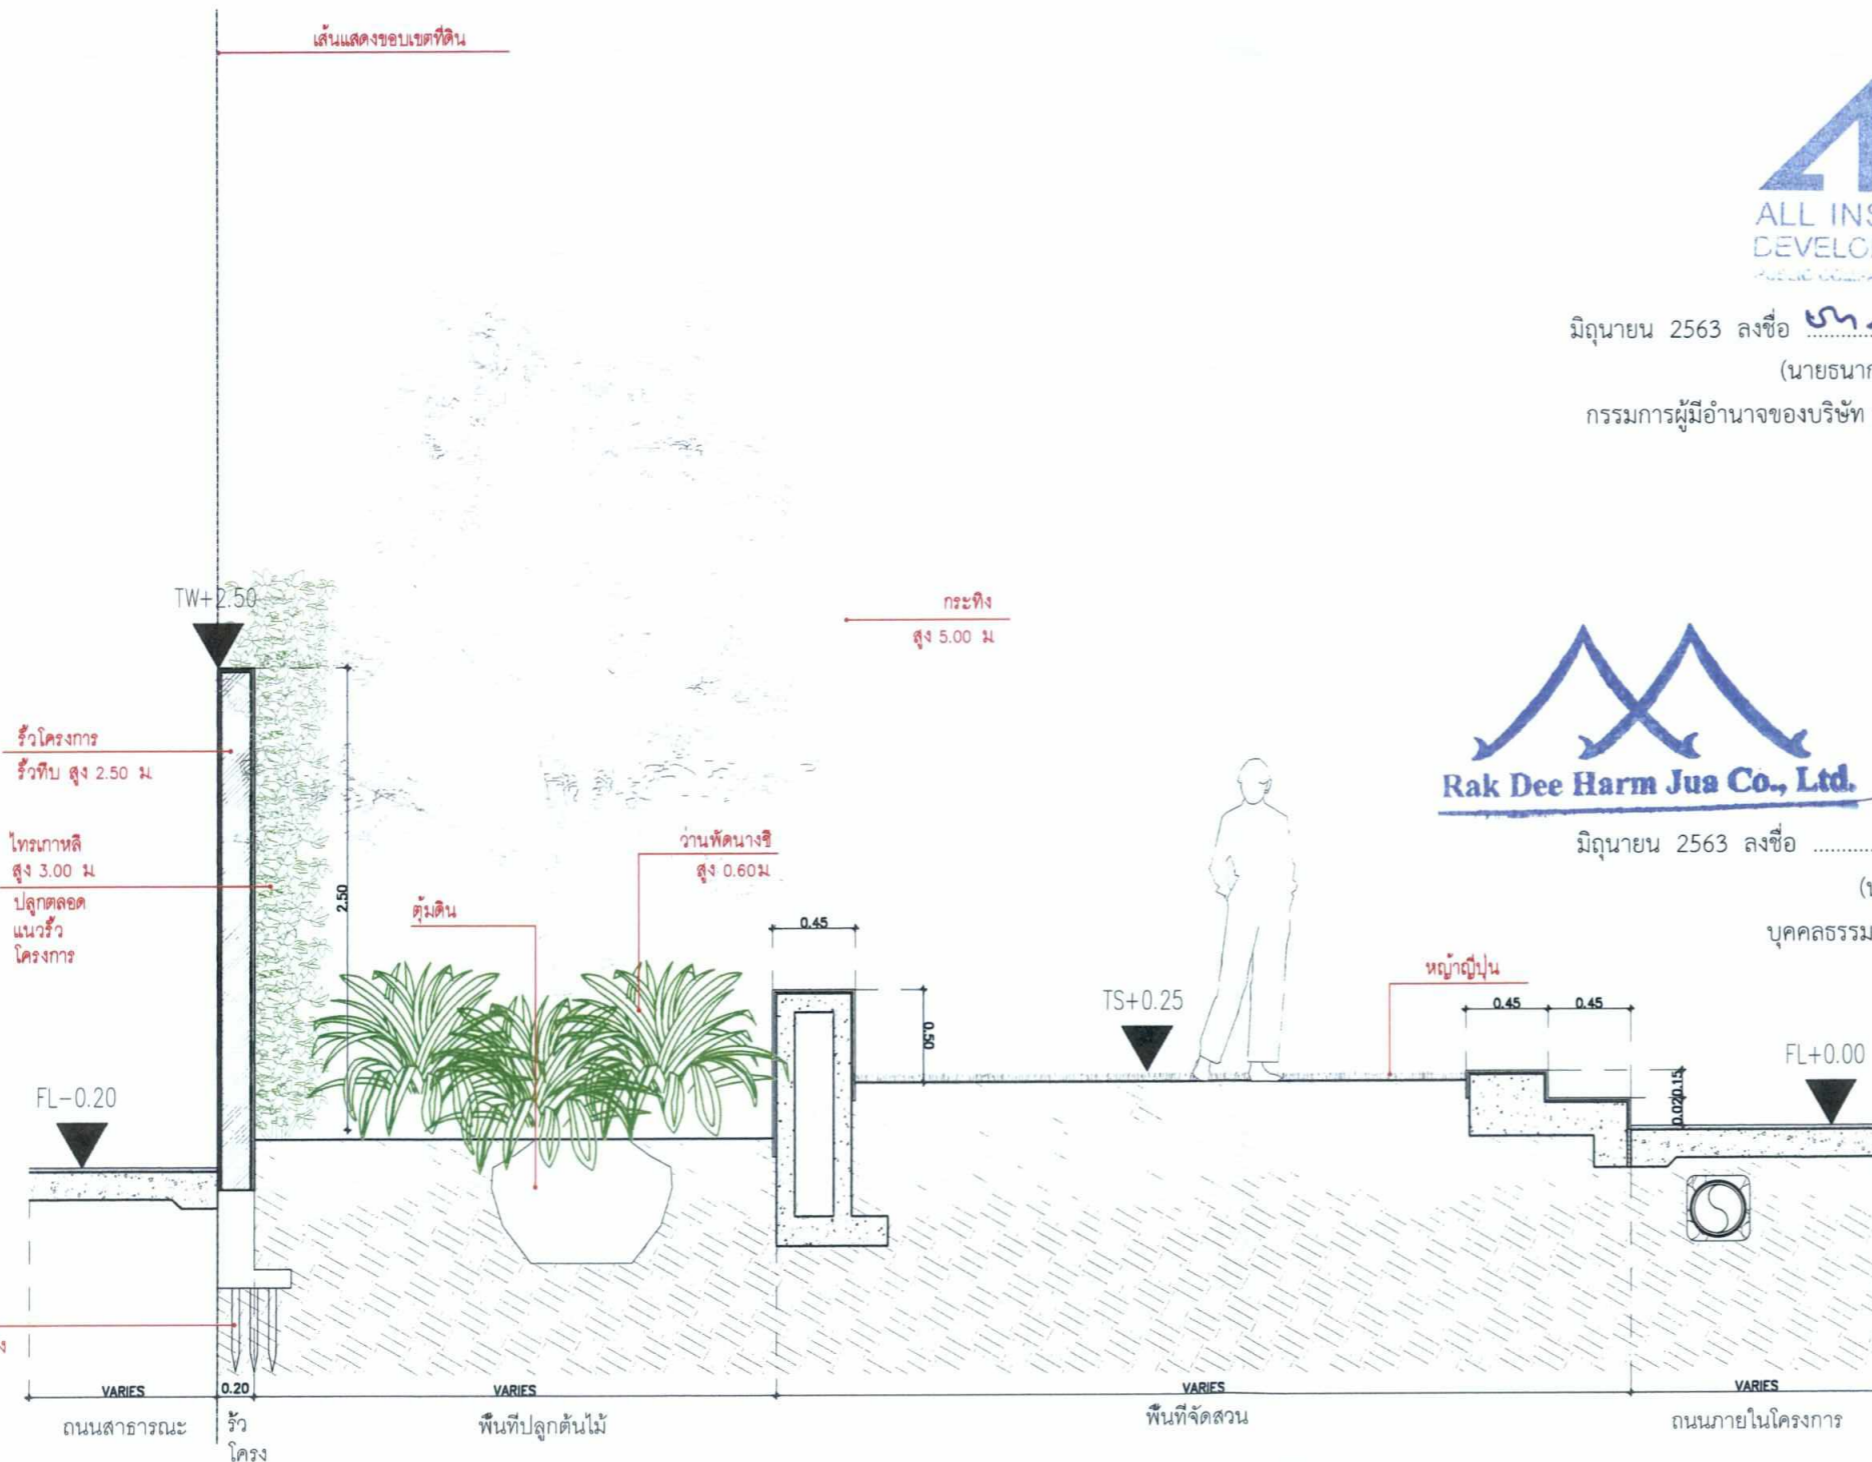 เส้นแสดงขอบเขตที่ดิน
ALL INS
DEVELO
มิถุนายน 2563 ลงชื่อ
(นายธนาก
กรรมการผู้มีอำนาจของบริษัท
TW+2.50
กระทิง
สูง 5.00 ม
รั้วโครงการ
รั้วทึบ สูง 2.50 ม
Rak Dee Harm Jua Co., Ltd.
ไทรเกาหลี
สูง 3.00 ม
ปลูกตลอด
แนวรั้ว
โครงการ
2.50
ว่านพัดนางชี
สูง 0.60ม
ตุ้มดิน
0.45
มิถุนายน 2563 ลงชื่อ
บุคคลธรรม
หญ้าญี่ปุ่น
TS+0.25
0.50
0.45
0.45
FL+0.00
0.15
0.02
FL-0.20
ง
VARIES
0.20
VARIES
VARIES
VARIES
ถนนสาธารณะ
รั้ว
โครง
พื้นที่ปลูกต้นไม้
พื้นที่จัดสวน
ถนนภายในโครงการ